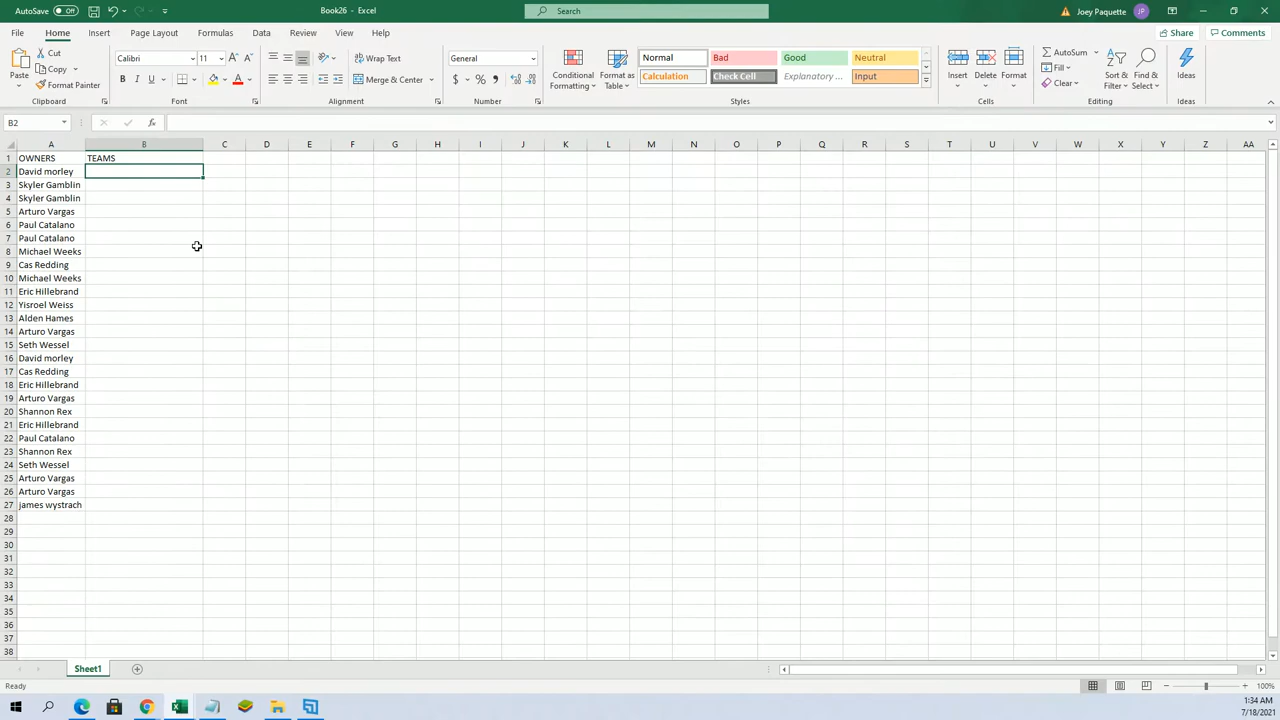 AutoSave Off
Book26 - Excel
Search
Joey Paquette JP
File Home Insert Page Layout Formulas Data Review View Help
Share Comments
Paste
Cut
Copy
Format Painter
Clipboard
Calibri 11
B I U
Font
Wrap Text
Merge & Center
Alignment
General
$ % ,
Number
Conditional Formatting
Format as Table
Normal Bad Good Neutral
Calculation Check Cell Explanatory ... Input
Styles
Insert Delete Format
Cells
AutoSum
Fill
Clear
Sort & Filter
Find & Select
Editing
Ideas
Ideas
B2 fx
A B C D E F G H I J K L M N O P Q R S T U V W X Y Z AA
1 OWNERS TEAMS
2 David morley
3 Skyler Gamblin
4 Skyler Gamblin
5 Arturo Vargas
6 Paul Catalano
7 Paul Catalano
8 Michael Weeks
9 Cas Redding
10 Michael Weeks
11 Eric Hillebrand
12 Yisroel Weiss
13 Alden Hames
14 Arturo Vargas
15 Seth Wessel
16 David morley
17 Cas Redding
18 Eric Hillebrand
19 Arturo Vargas
20 Shannon Rex
21 Eric Hillebrand
22 Paul Catalano
23 Shannon Rex
24 Seth Wessel
25 Arturo Vargas
26 Arturo Vargas
27 james wystrach
28
29
30
31
32
33
34
35
36
37
38
Sheet1
Ready
100%
1:34 AM
7/18/2021